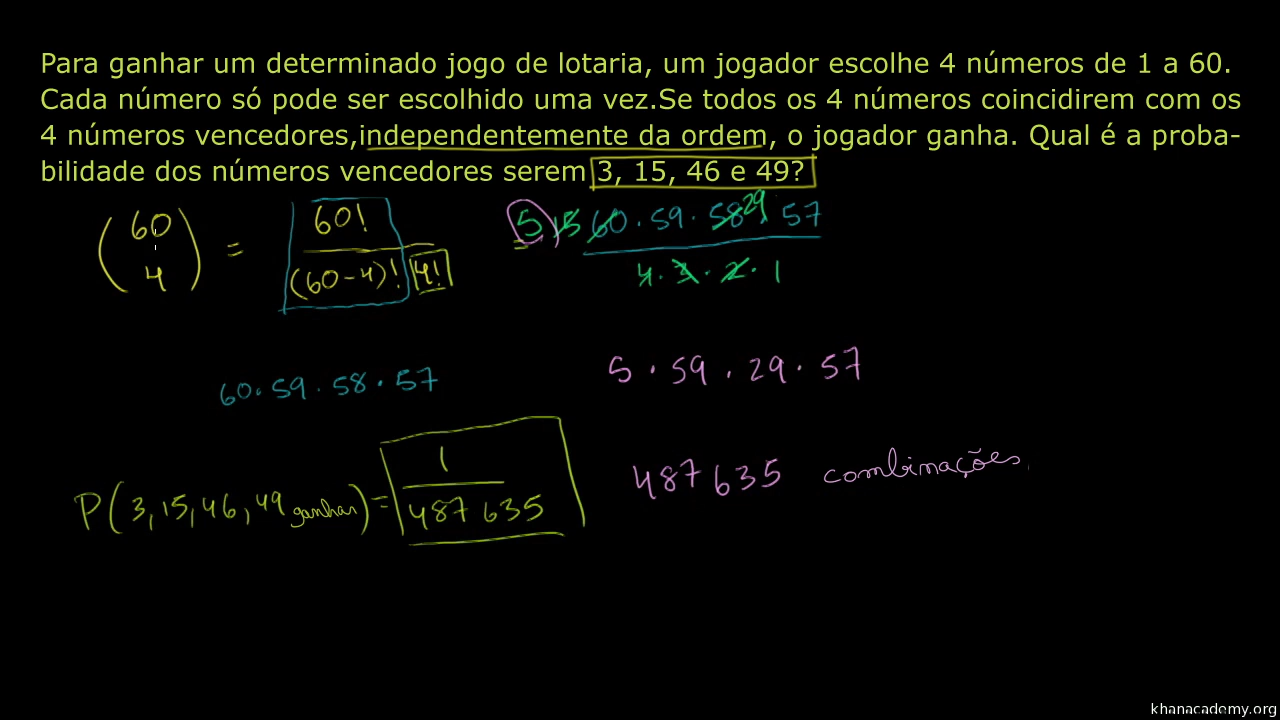 Para ganhar um determinado jogo de lotaria, um jogador escolhe 4 números de 1 a 60.
Cada número só pode ser escolhido uma vez.Se todos os 4 números coincidirem com os
4 números vencedores,independentemente da ordem, o jogador ganha. Qual é a proba-
bilidade dos números vencedores serem 3, 15, 46 e 49?
(60 4) = 60! / (60-4)! 4!
5 15 60 · 59 · 58 29 57
4 · 3 · 2 · 1
60 · 59 · 58 · 57
5 · 59 · 29 · 57
P(3, 15, 46, 49 ganhar) = 1 / 487 635
487 635 combinações
khanacademy.org